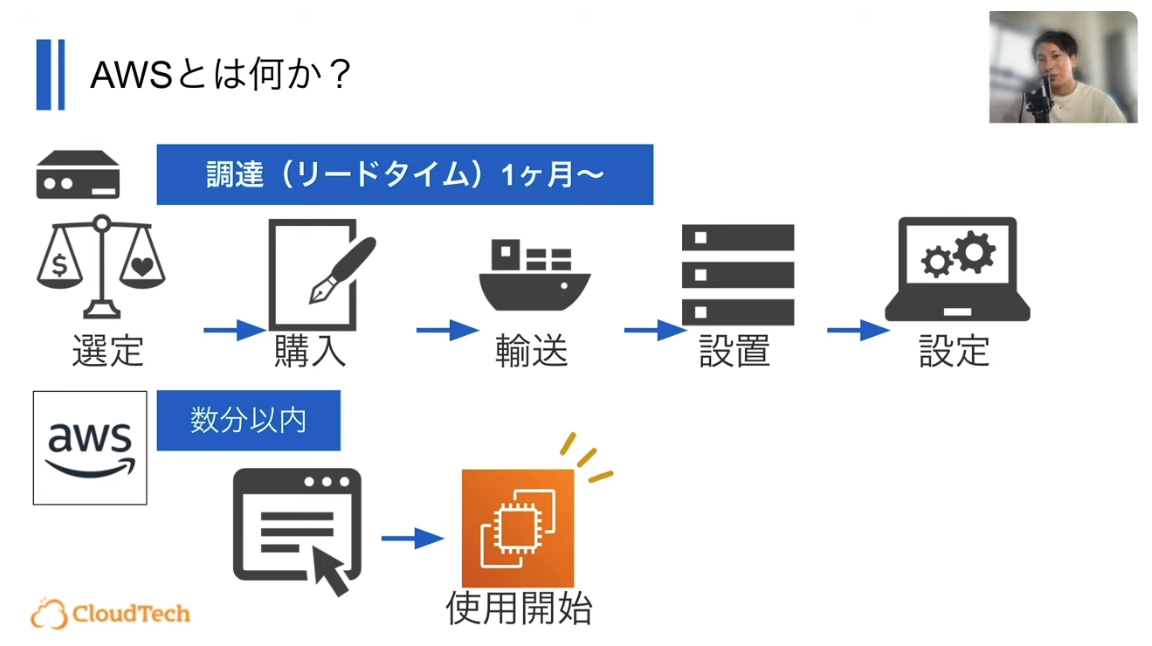 AWSとは何か？
調達（リードタイム）1ヶ月〜
$
選定
購入
輸送
設置
設定
aws
数分以内
使用開始
CloudTech